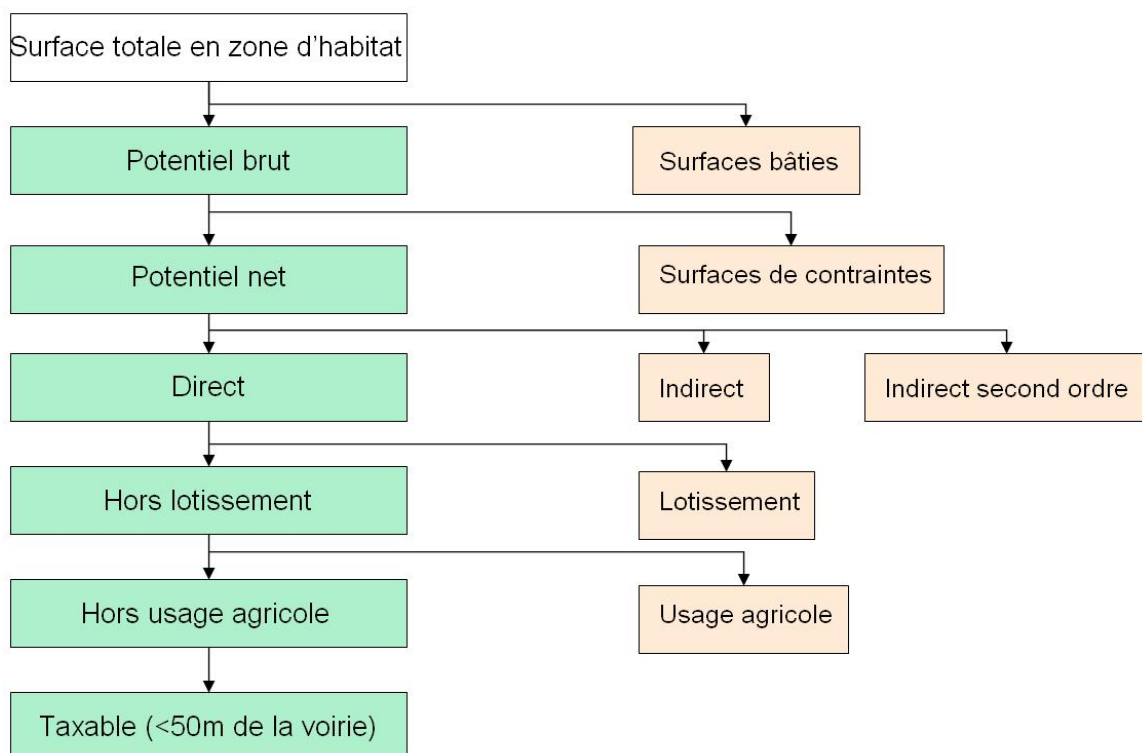 Surface totale en zone d'habitat
Potentiel brut
Surfaces bâties
Potentiel net
Surfaces de contraintes
Direct
Indirect
Indirect second ordre
Hors lotissement
Lotissement
Hors usage agricole
Usage agricole
Taxable (<50m de la voirie)